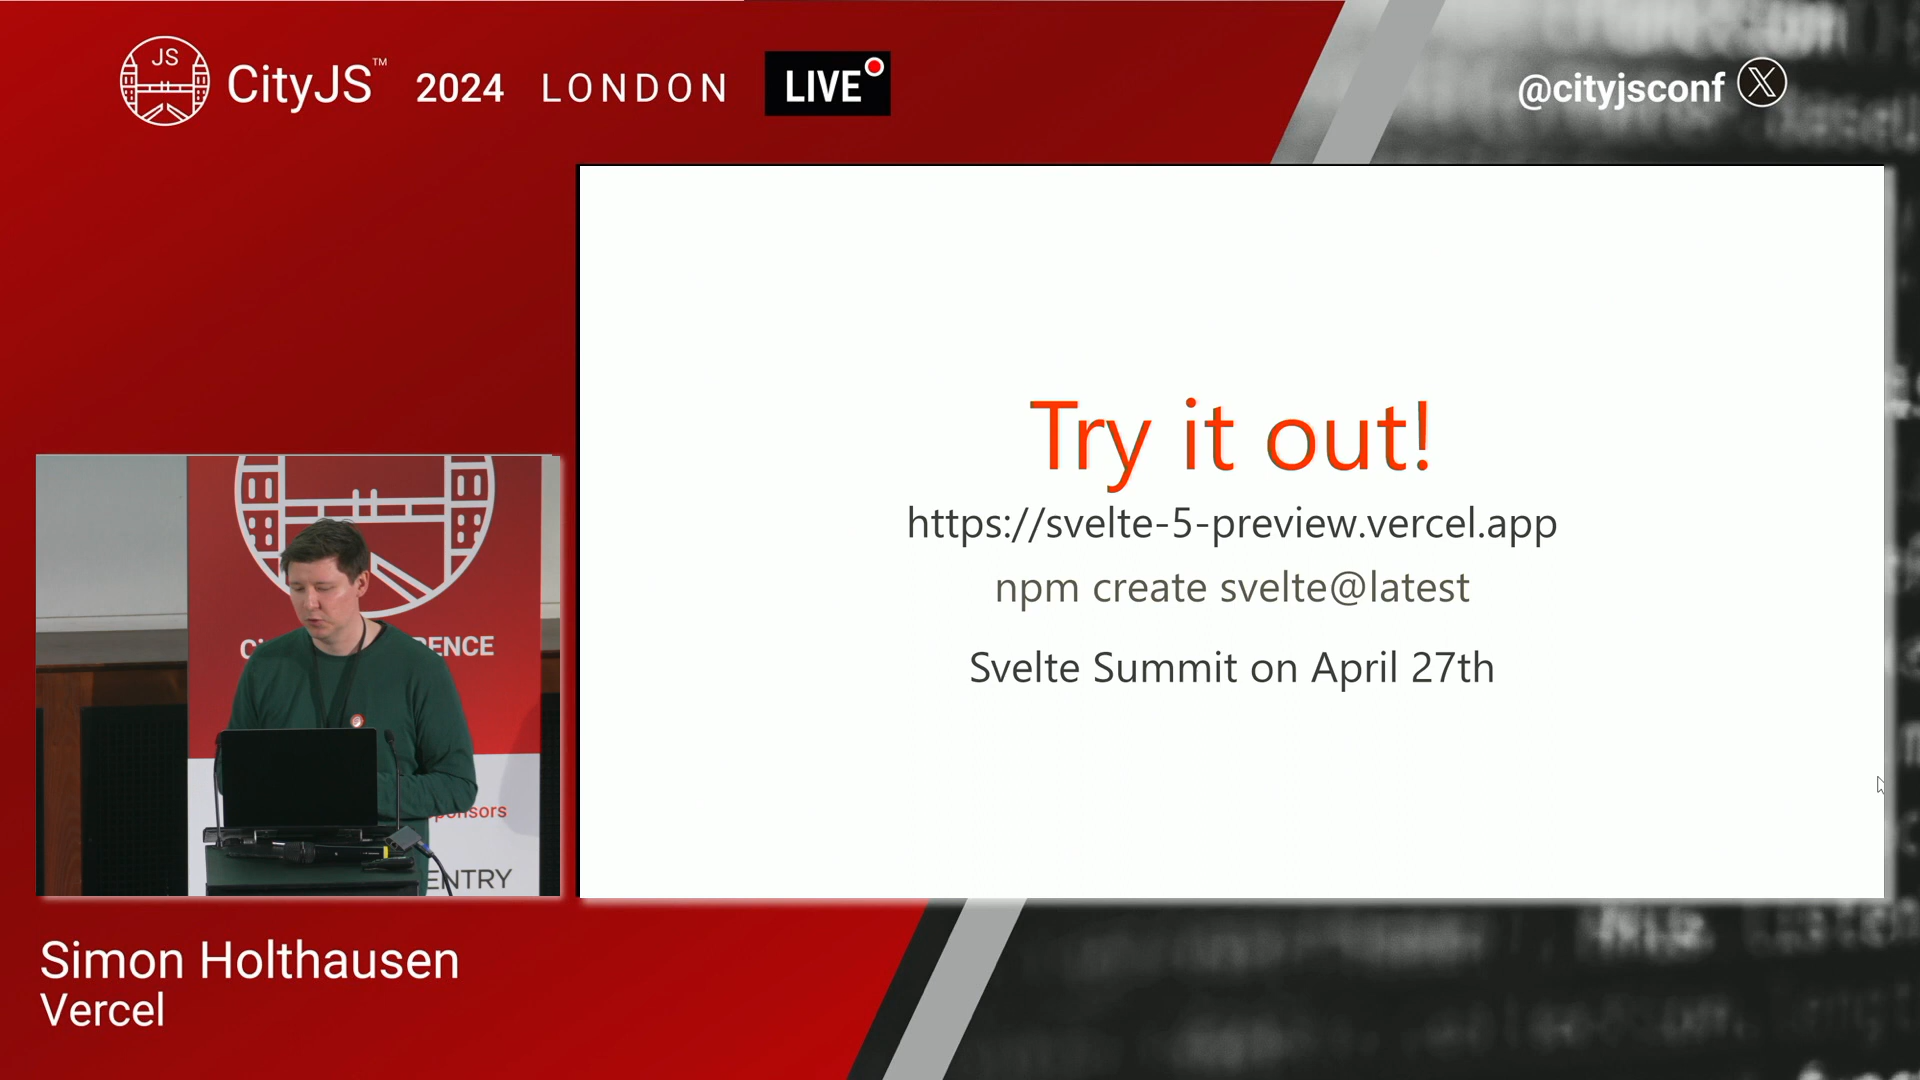 JS
CityJS™ 2024 LONDON LIVE
@cityjsconf
Try it out!
https://svelte-5-preview.vercel.app
npm create svelte@latest
Svelte Summit on April 27th
ENCE
ponsors
ENTRY
Simon Holthausen
Vercel